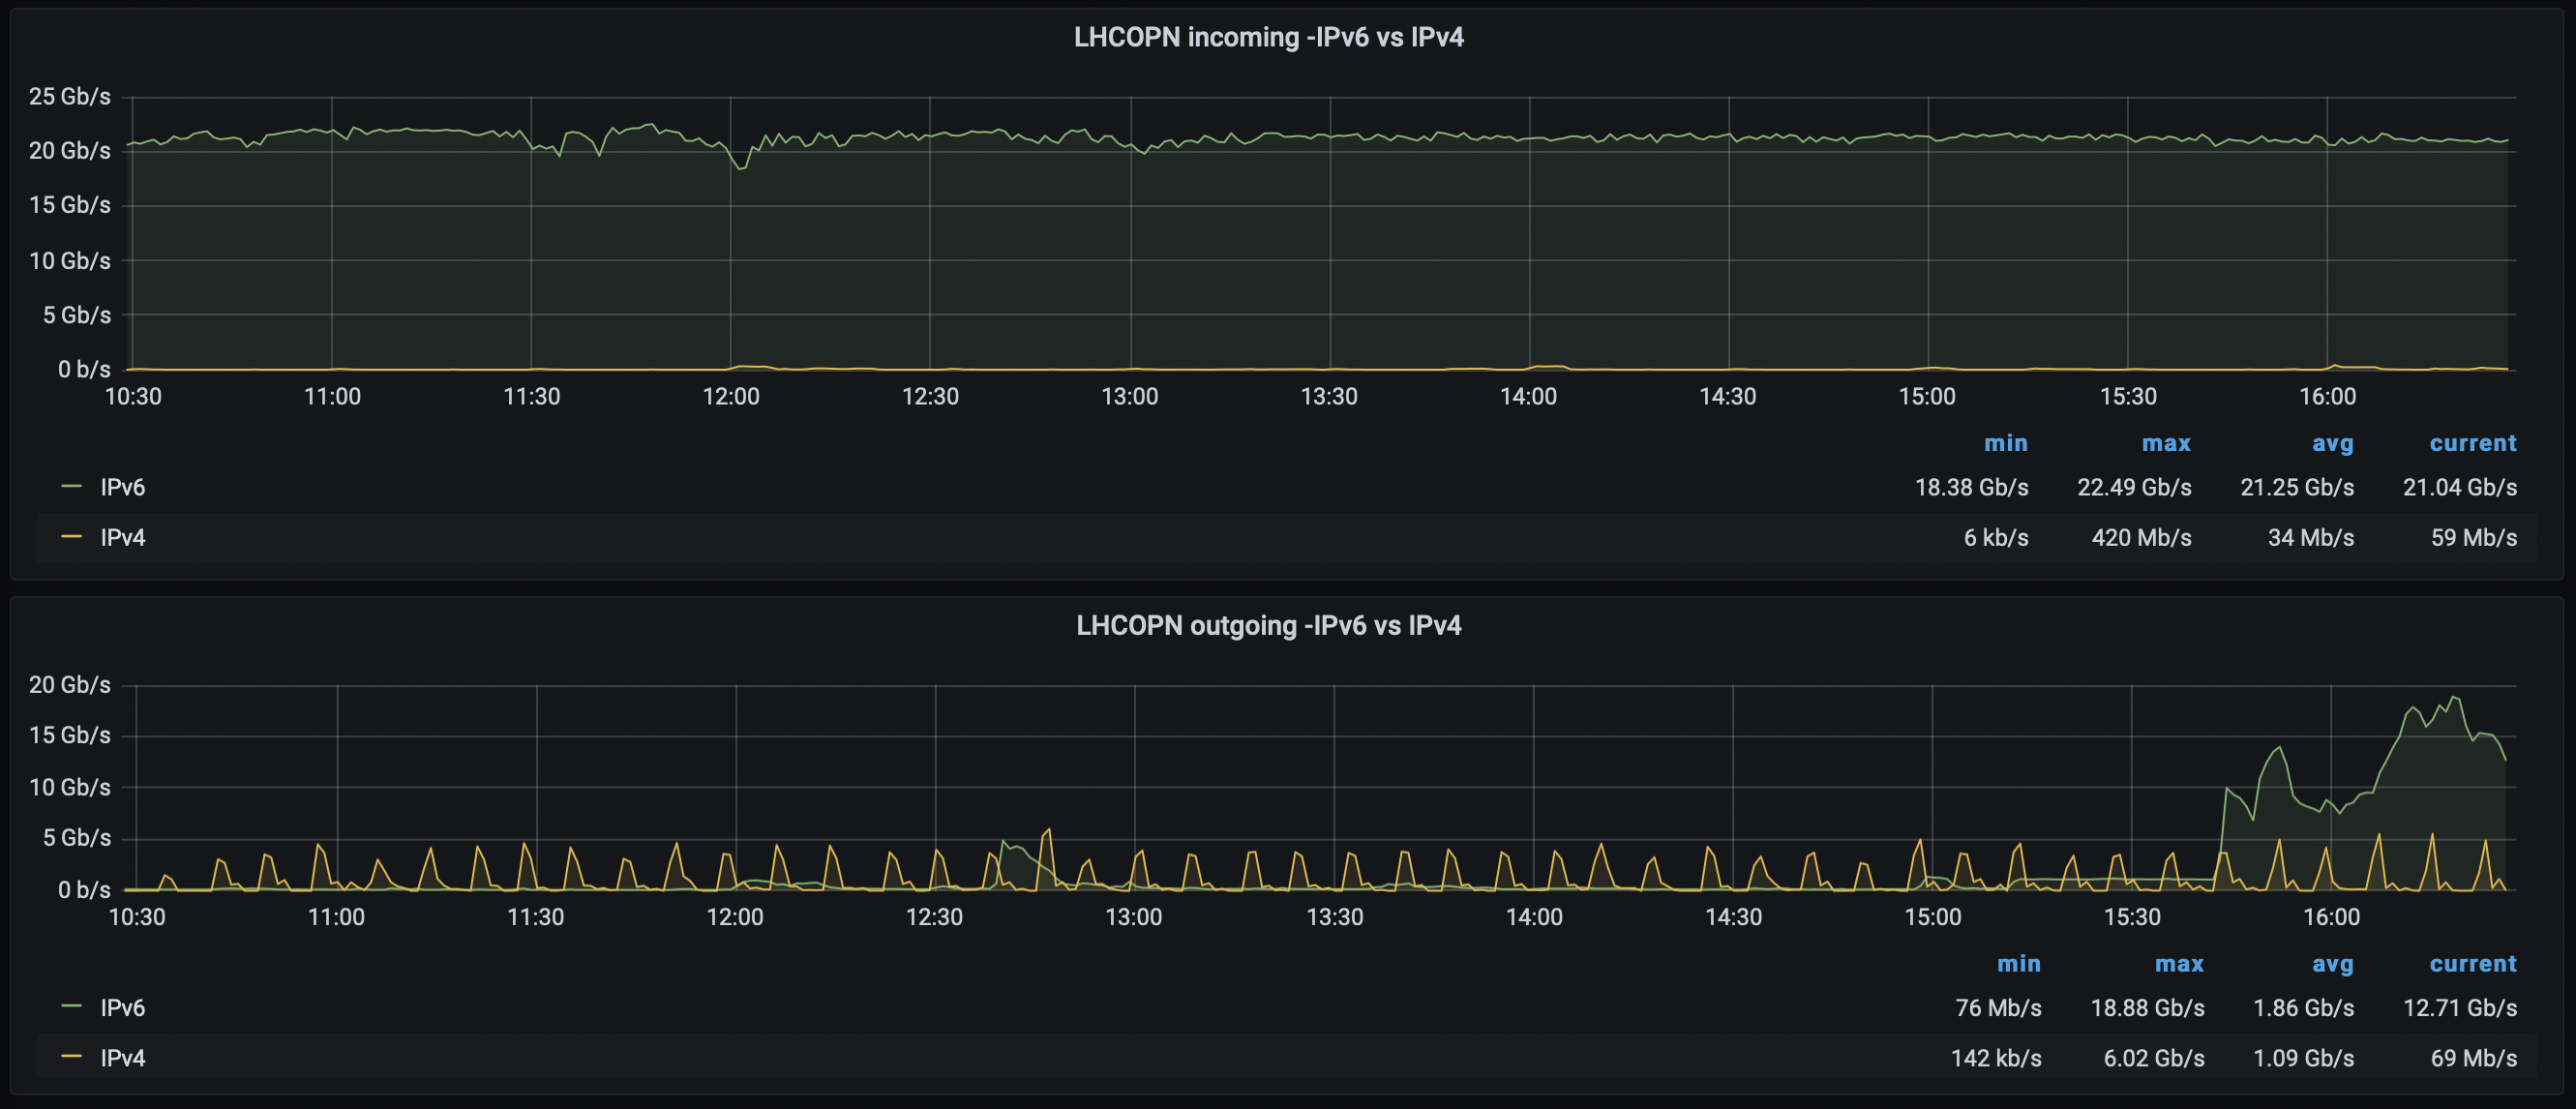 LHCOPN incoming -IPv6 vs IPv4
25 Gb/s
20 Gb/s
15 Gb/s
10 Gb/s
5 Gb/s
0 b/s
10:30 11:00 11:30 12:00 12:30 13:00 13:30 14:00 14:30 15:00 15:30 16:00
min max avg current
IPv6 18.38 Gb/s 22.49 Gb/s 21.25 Gb/s 21.04 Gb/s
IPv4 6 kb/s 420 Mb/s 34 Mb/s 59 Mb/s
LHCOPN outgoing -IPv6 vs IPv4
20 Gb/s
15 Gb/s
10 Gb/s
5 Gb/s
0 b/s
10:30 11:00 11:30 12:00 12:30 13:00 13:30 14:00 14:30 15:00 15:30 16:00
min max avg current
IPv6 76 Mb/s 18.88 Gb/s 1.86 Gb/s 12.71 Gb/s
IPv4 142 kb/s 6.02 Gb/s 1.09 Gb/s 69 Mb/s